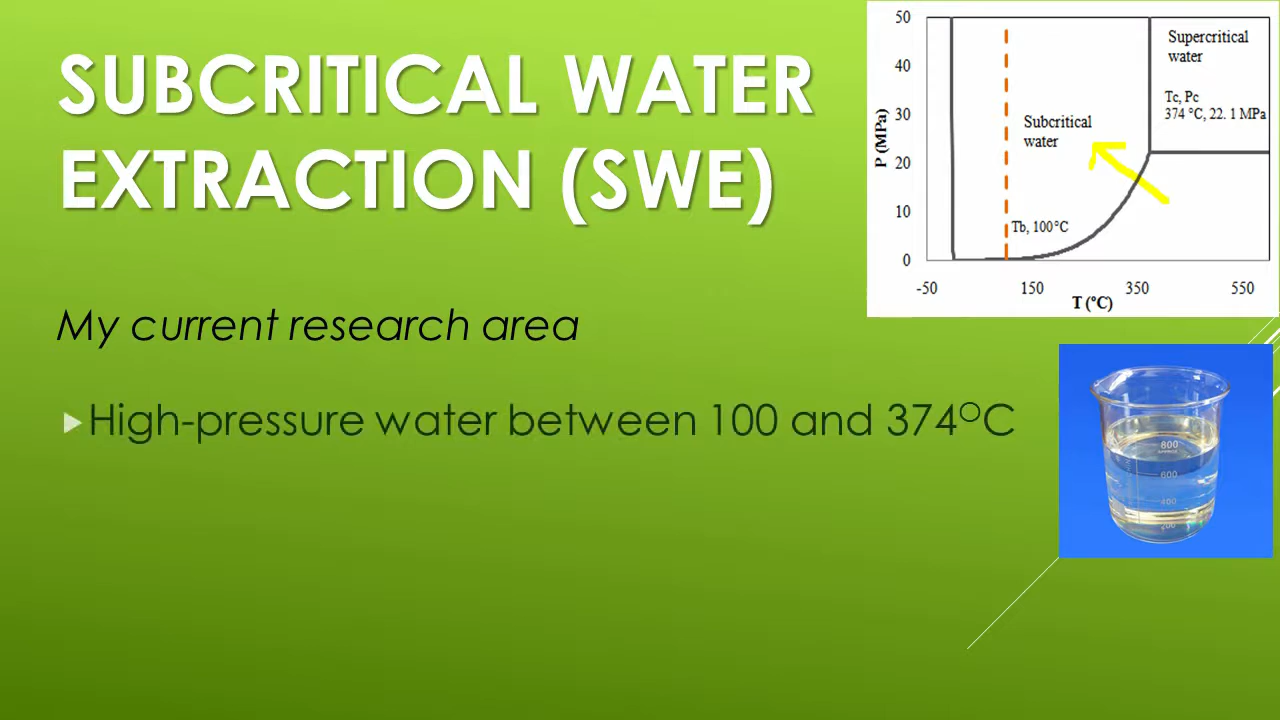 SUBCRITICAL WATER
EXTRACTION (SWE)
My current research area
High-pressure water between 100 and 374OC
50
40
30
20
10
0
P (MPa)
Supercritical
water
Tc, Pc
374 °C, 22. 1 MPa
Subcritical
water
Tb, 100°C
-50 150 350 550
T (°C)
800
600
400
200